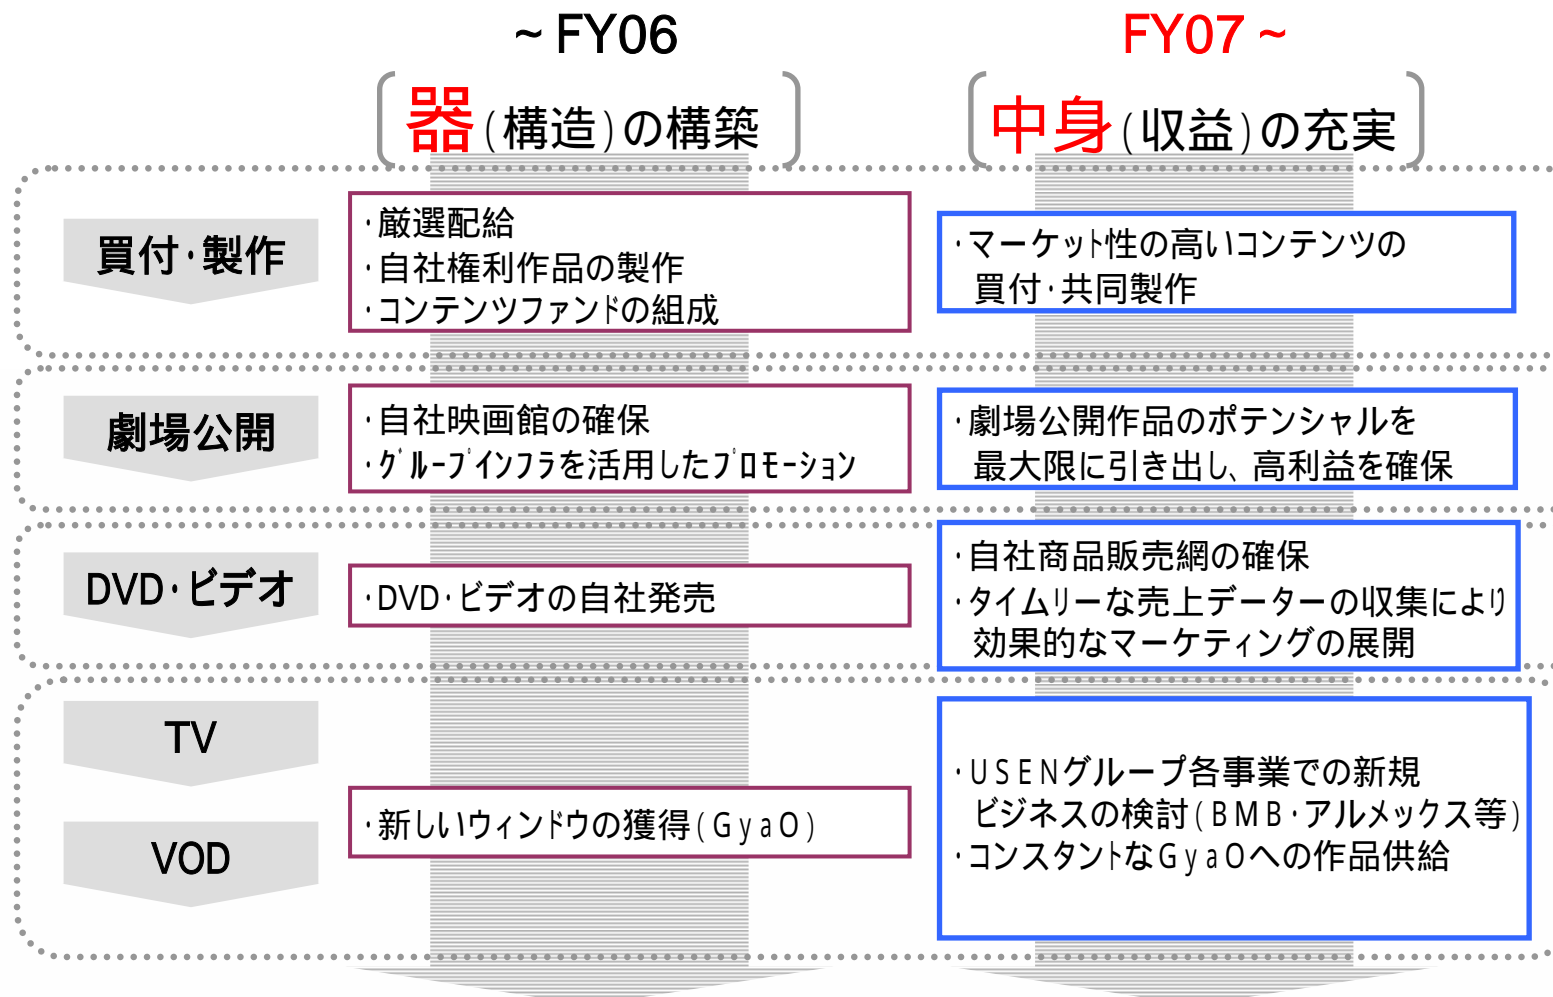 ~ FY06
FY07 ~
器(構造)の構築
中身(収益)の充実
買付・製作
・厳選配給
・自社権利作品の製作
・コンテンツファンドの組成
・マーケット性の高いコンテンツの
買付・共同製作
劇場公開
・自社映画館の確保
・グループインフラを活用したプロモーション
・劇場公開作品のポテンシャルを
最大限に引き出し、高利益を確保
DVD・ビデオ
・DVD・ビデオの自社発売
・自社商品販売網の確保
・タイムリーな売上データーの収集により
効果的なマーケティングの展開
TV
VOD
・新しいウィンドウの獲得(GyaO)
・USENグループ各事業での新規
ビジネスの検討(BMB・アルメックス等)
・コンスタントなGyaOへの作品供給